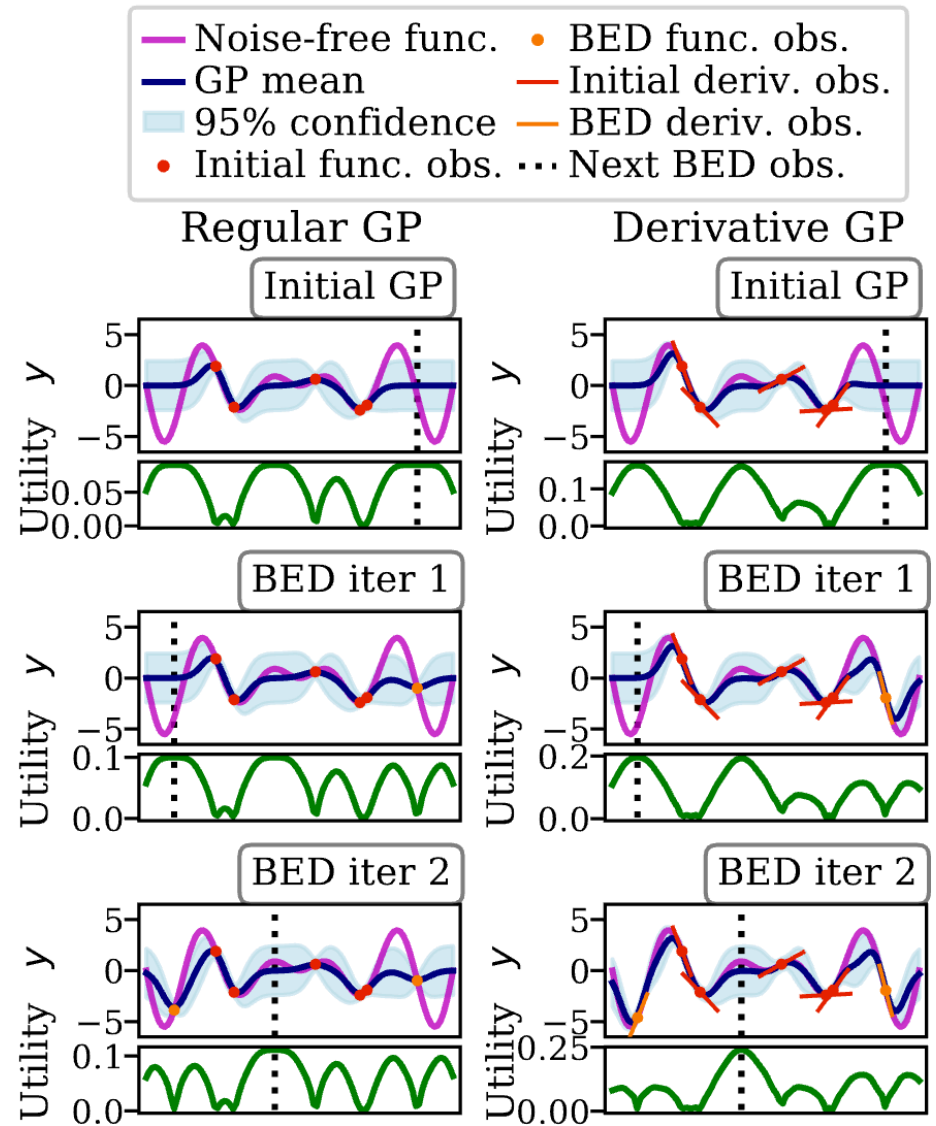 Noise-free func.
GP mean
95% confidence
Initial func. obs.
BED func. obs.
Initial deriv. obs.
BED deriv. obs.
Next BED obs.
Regular GP
Derivative GP
Initial GP
5
0
−5
y
0.05
0.00
Utility
Initial GP
5
0
−5
y
0.1
0.0
Utility
BED iter 1
5
0
−5
y
0.1
0.0
Utility
BED iter 1
5
0
−5
y
0.2
0.0
Utility
BED iter 2
5
0
−5
y
0.1
0.0
Utility
BED iter 2
5
0
−5
y
0.25
0.00
Utility